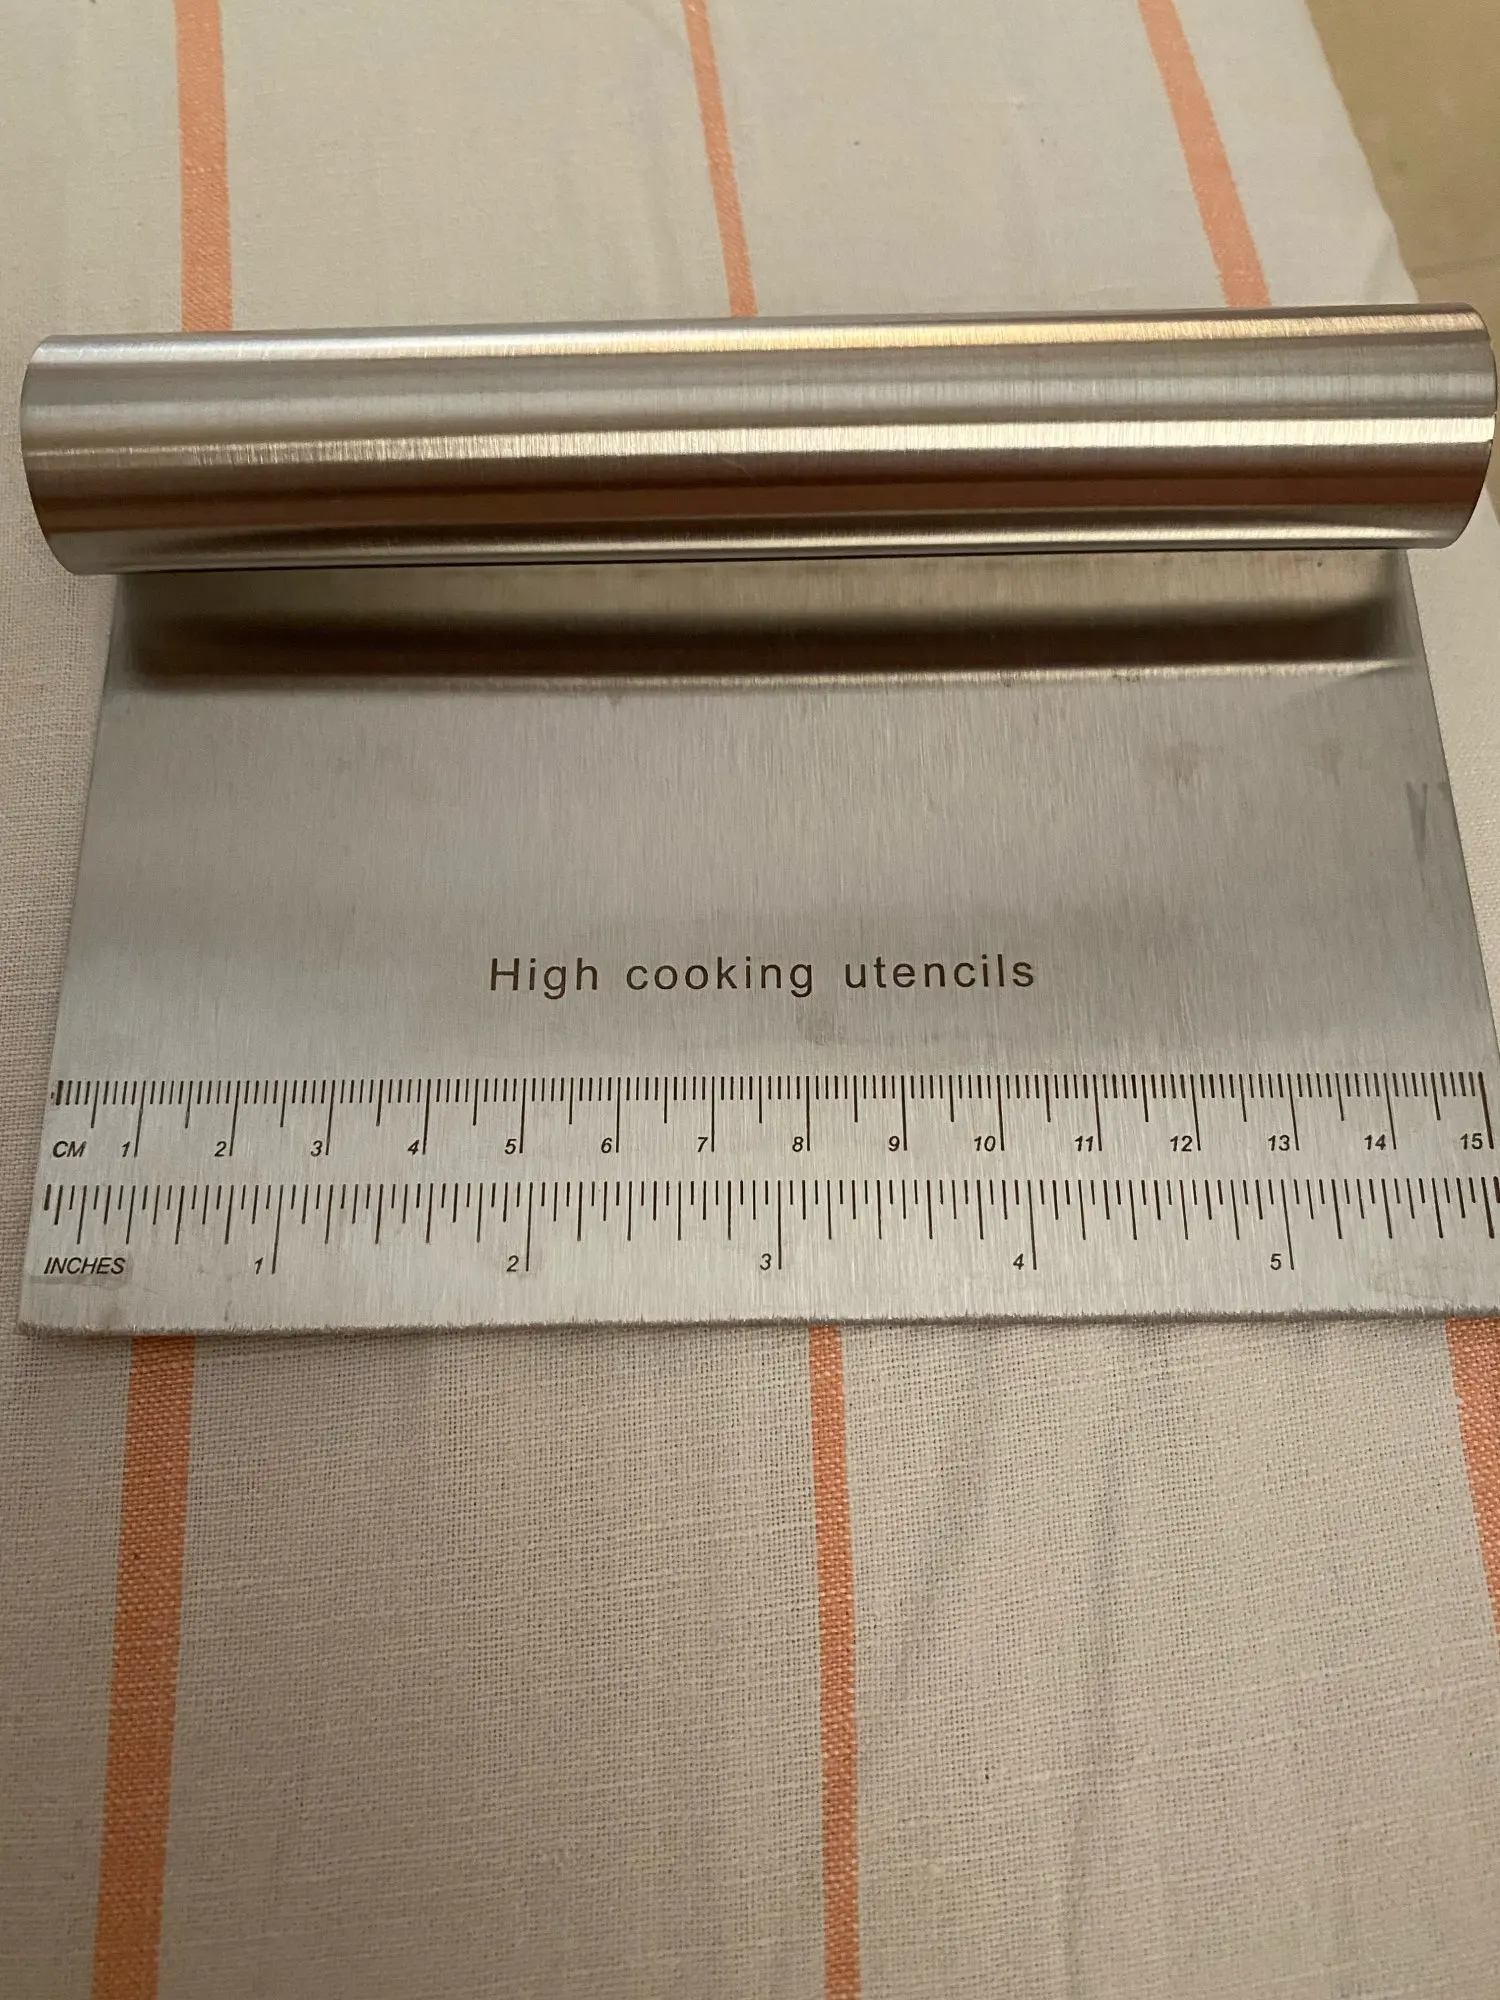 High cooking utencils
CM 1 2 3 4 5 6 7 8 9 10 11 12 13 14 15
INCHES 1 2 3 4 5